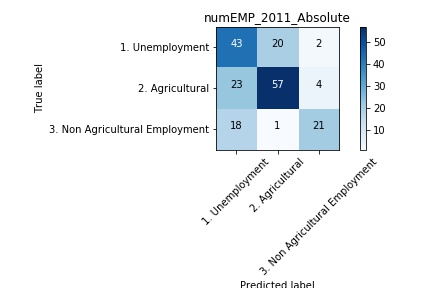 numEMP_2011_Absolute
True label
1. Unemployment
43 20 2
2. Agricultural
23 57 4
3. Non Agricultural Employment
18 1 21
50
40
30
20
10
1. Unemployment
2. Agricultural
3. Non Agricultural Employment
Predicted label